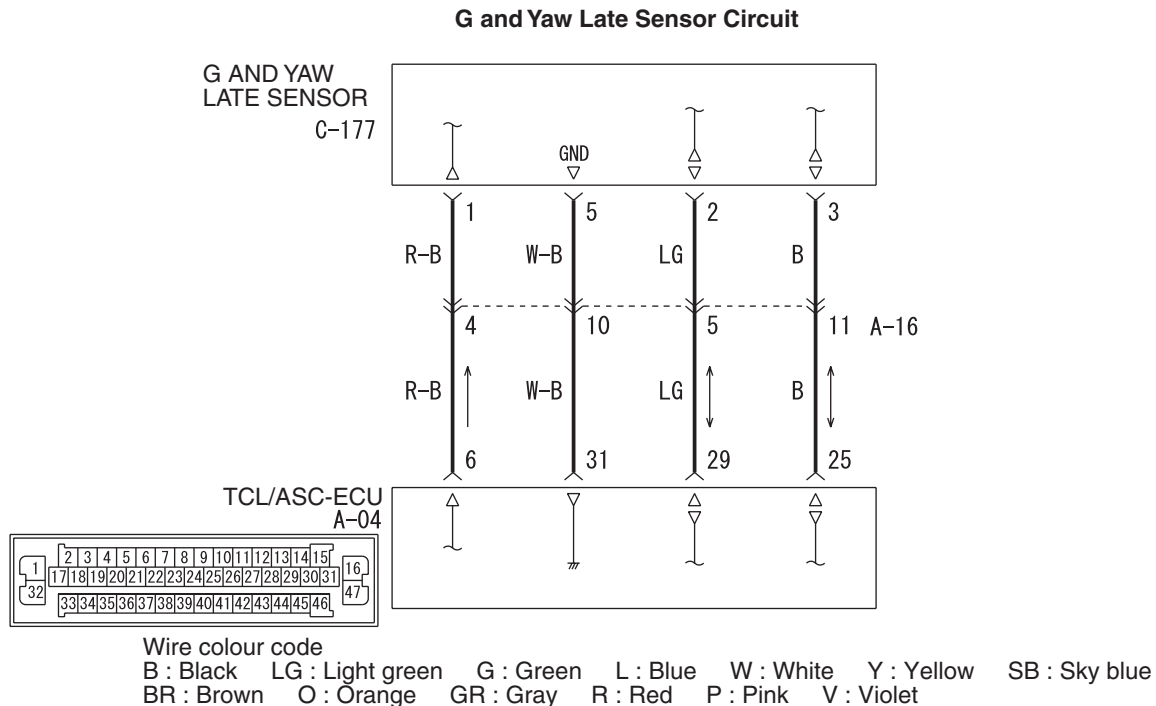 G and Yaw Late Sensor Circuit
G AND YAW
LATE SENSOR
C-177
GND
1 5 2 3
R-B W-B LG B
4 10 5 11 A-16
R-B W-B LG B
6 31 29 25
TCL/ASC-ECU
A-04
2 3 4 5 6 7 8 9 10 11 12 13 14 15
1 16
17 18 19 20 21 22 23 24 25 26 27 28 29 30 31
32 47
33 34 35 36 37 38 39 40 41 42 43 44 45 46
Wire colour code
B : Black LG : Light green G : Green L : Blue W : White Y : Yellow SB : Sky blue
BR : Brown O : Orange GR : Gray R : Red P : Pink V : Violet